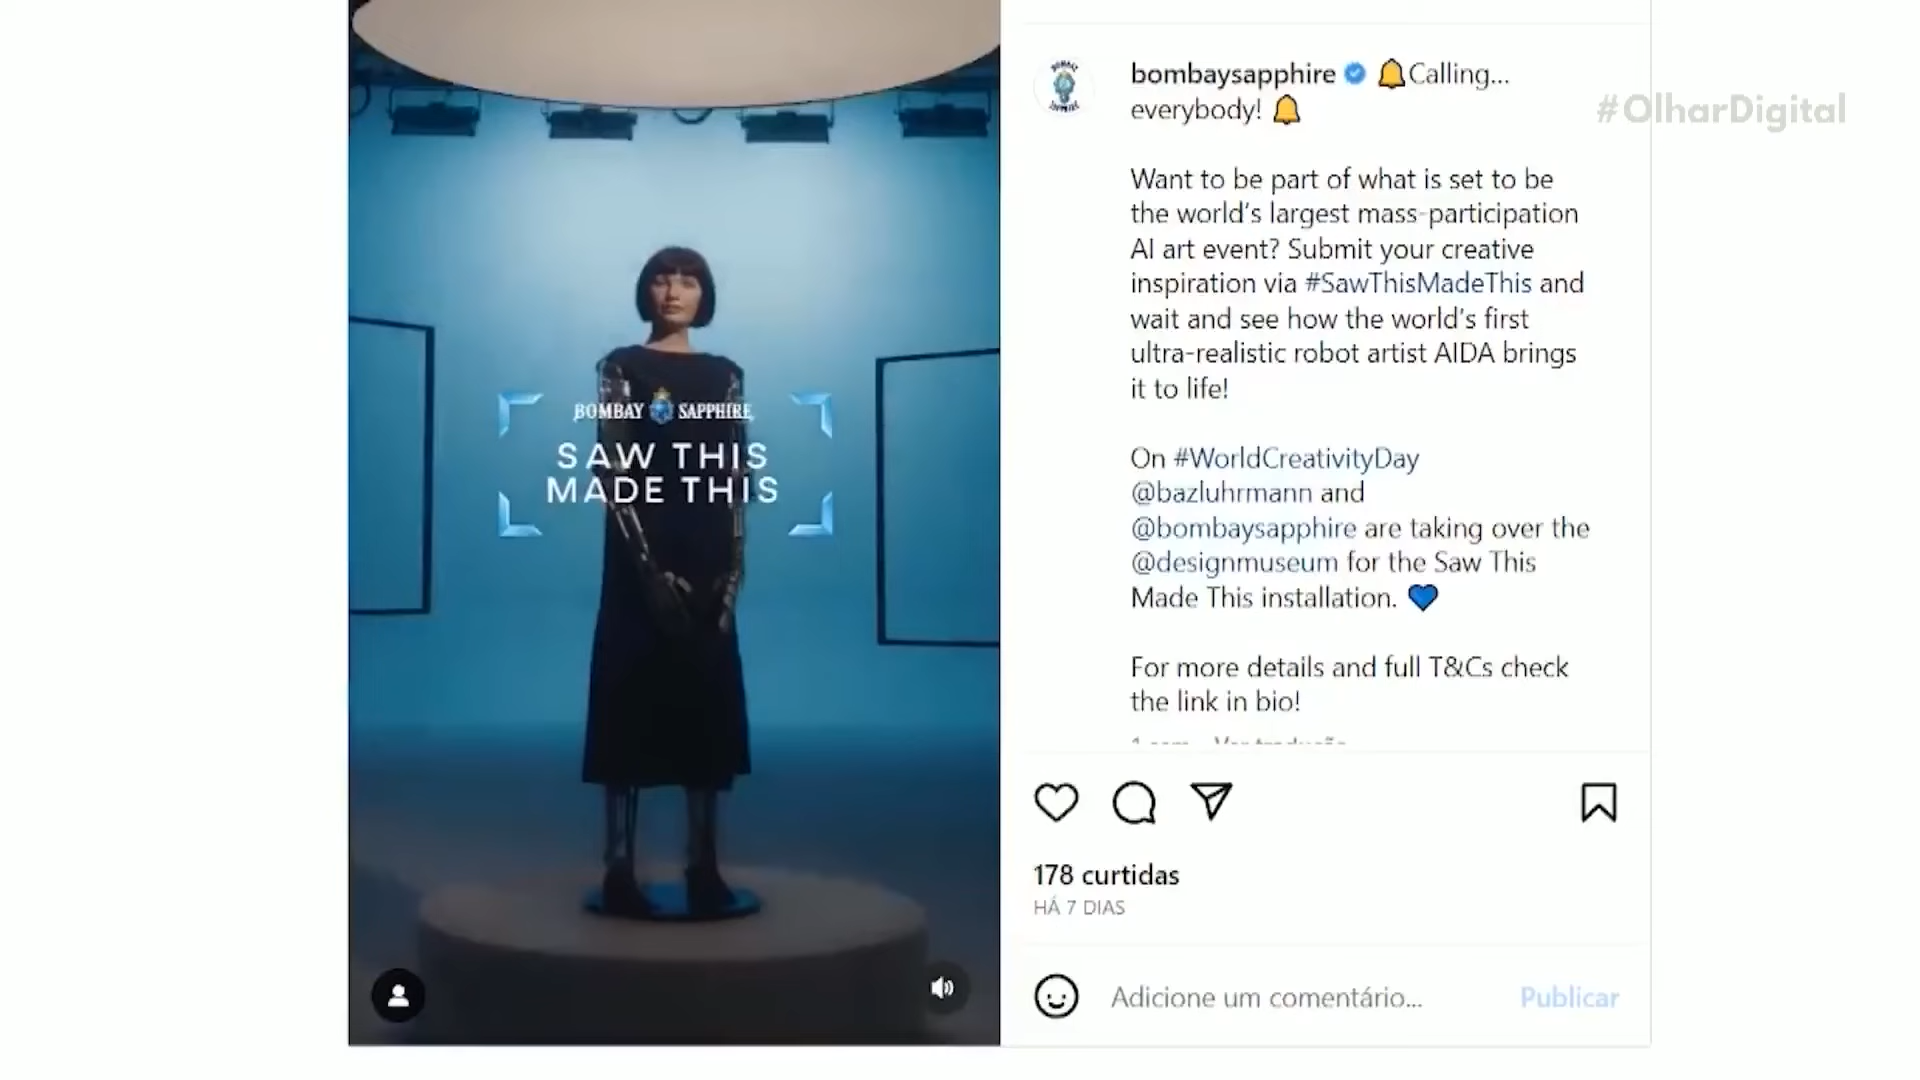 BOMBAY SAPPHIRE
SAW THIS
MADE THIS
bombaysapphire 🔔Calling...
everybody! 🔔
#OlharDigital
Want to be part of what is set to be
the world's largest mass-participation
AI art event? Submit your creative
inspiration via #SawThisMadeThis and
wait and see how the world's first
ultra-realistic robot artist AIDA brings
it to life!
On #WorldCreativityDay
@bazluhrmann and
@bombaysapphire are taking over the
@designmuseum for the Saw This
Made This installation. 💙
For more details and full T&Cs check
the link in bio!
178 curtidas
HÁ 7 DIAS
Adicione um comentário...
Publicar